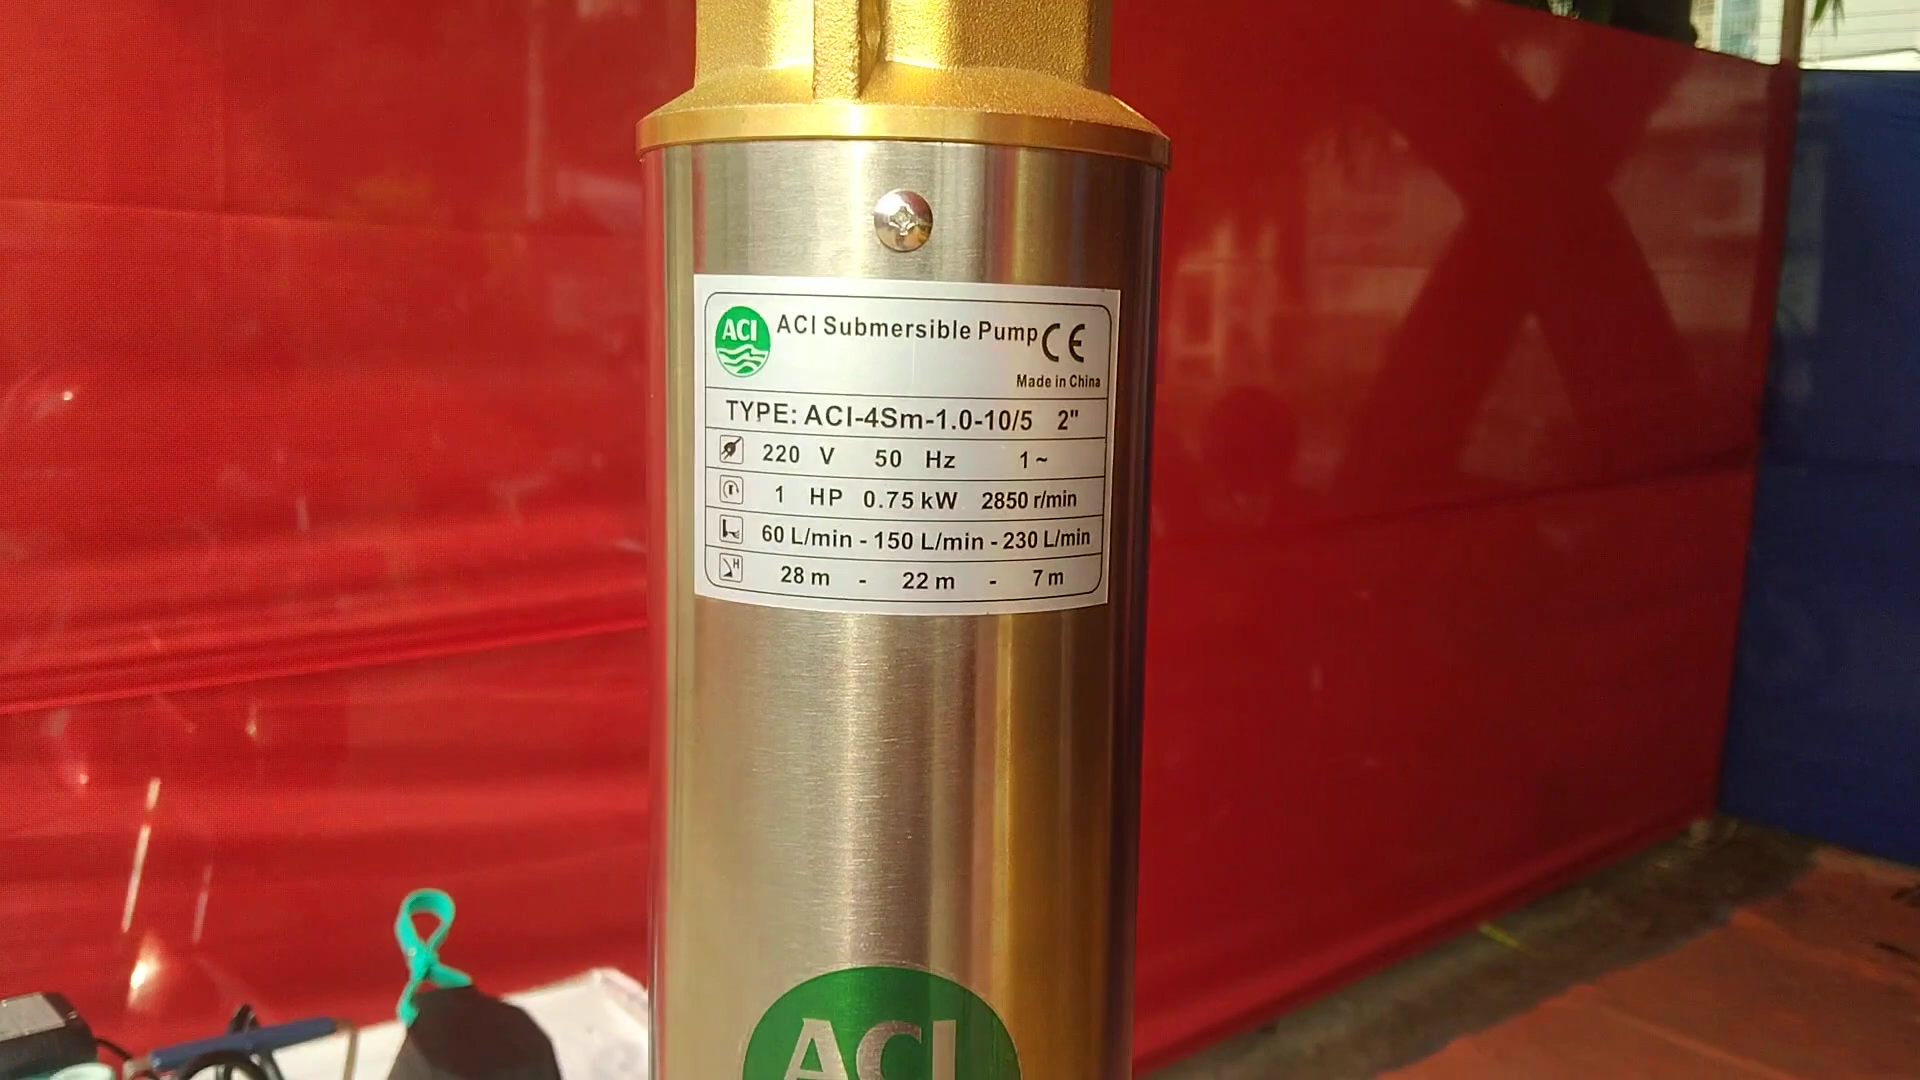 ACI
ACI Submersible Pump CE
Made in China
TYPE: ACI-4Sm-1.0-10/5 2"
220 V 50 Hz 1~
1 HP 0.75 kW 2850 r/min
60 L/min - 150 L/min - 230 L/min
H
28 m - 22 m - 7 m
ACI